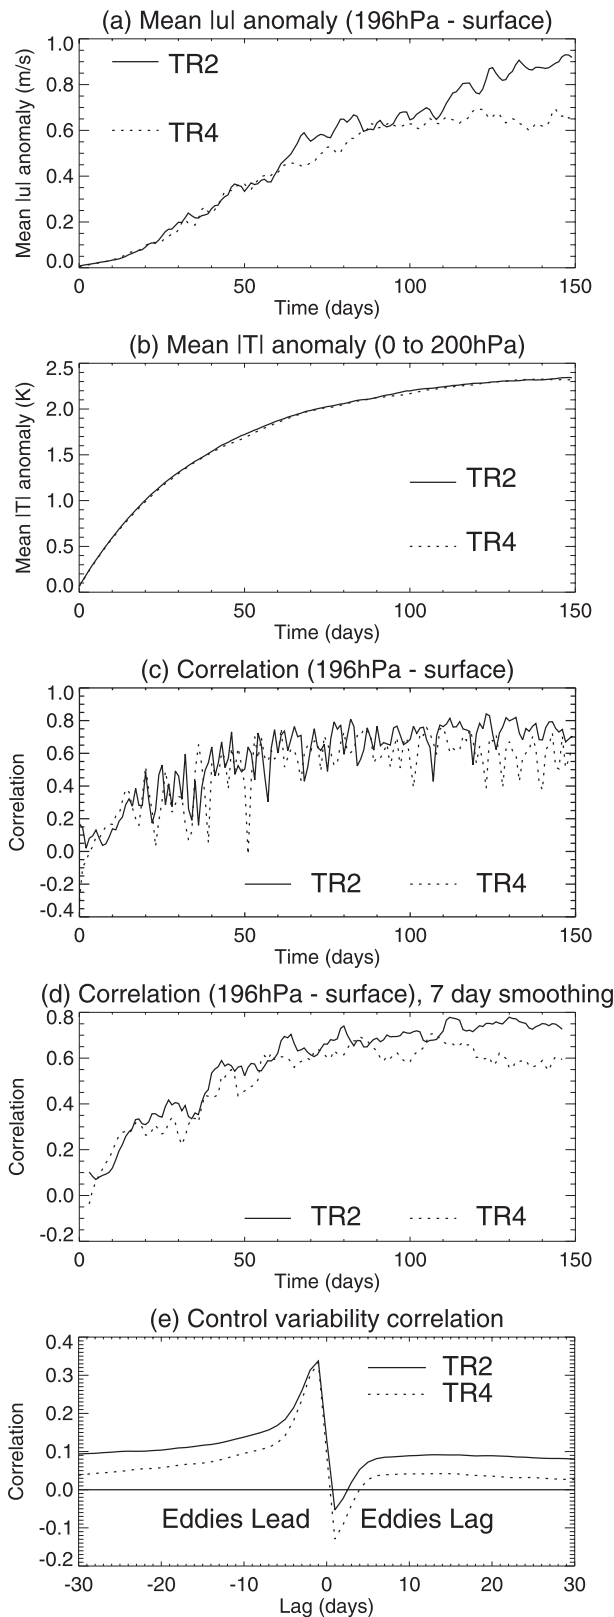 (a) Mean |u| anomaly (196hPa - surface)
Mean |u| anomaly (m/s)
1.0
0.8
0.6
0.4
0.2
0.0
TR2
TR4
0 50 100 150
Time (days)
(b) Mean |T| anomaly (0 to 200hPa)
Mean |T| anomaly (K)
2.5
2.0
1.5
1.0
0.5
0.0
TR2
TR4
0 50 100 150
Time (days)
(c) Correlation (196hPa - surface)
Correlation
1.0
0.8
0.6
0.4
0.2
0.0
-0.2
-0.4
TR2 TR4
0 50 100 150
Time (days)
(d) Correlation (196hPa - surface), 7 day smoothing
Correlation
0.8
0.6
0.4
0.2
0.0
-0.2
TR2 TR4
0 50 100 150
Time (days)
(e) Control variability correlation
Correlation
0.4
0.3
0.2
0.1
0.0
-0.1
-0.2
TR2
TR4
Eddies Lead Eddies Lag
-30 -20 -10 0 10 20 30
Lag (days)